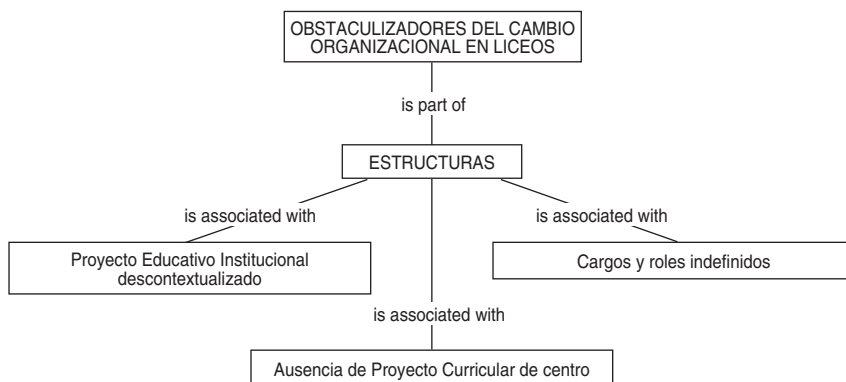 OBSTACULIZADORES DEL CAMBIO
ORGANIZACIONAL EN LICEOS
is part of
ESTRUCTURAS
is associated with
is associated with
Proyecto Educativo Institucional
descontextualizado
Cargos y roles indefinidos
is associated with
Ausencia de Proyecto Curricular de centro